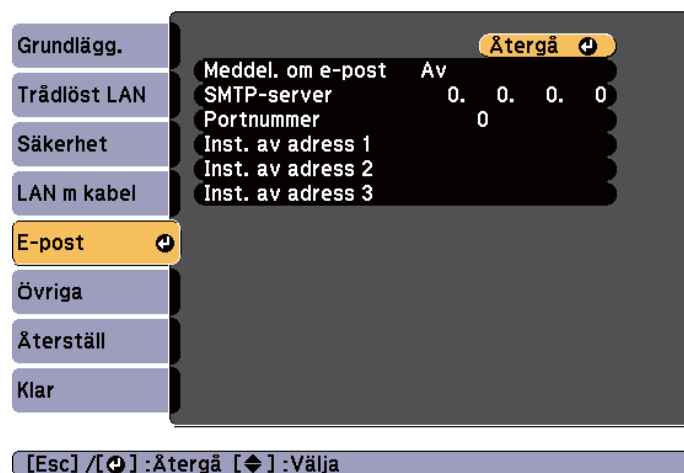 Grundlägg.
Trådlöst LAN
Säkerhet
LAN m kabel
E-post
Övriga
Återställ
Klar
Återgå
Meddel. om e-post Av
SMTP-server 0. 0. 0. 0
Portnummer 0
Inst. av adress 1
Inst. av adress 2
Inst. av adress 3
[Esc] /[⏎] :Återgå [◆] :Välja